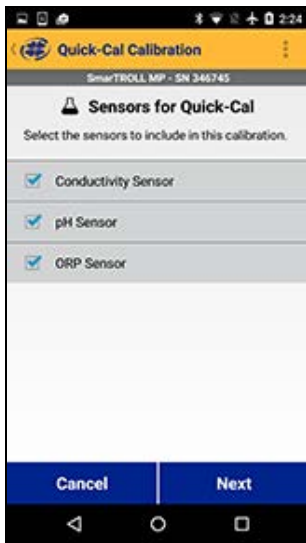 2:24
Quick-Cal Calibration
SmarTROLL MP - SN 346745
Sensors for Quick-Cal
Select the sensors to include in this calibration.
Conductivity Sensor
pH Sensor
ORP Sensor
Cancel Next